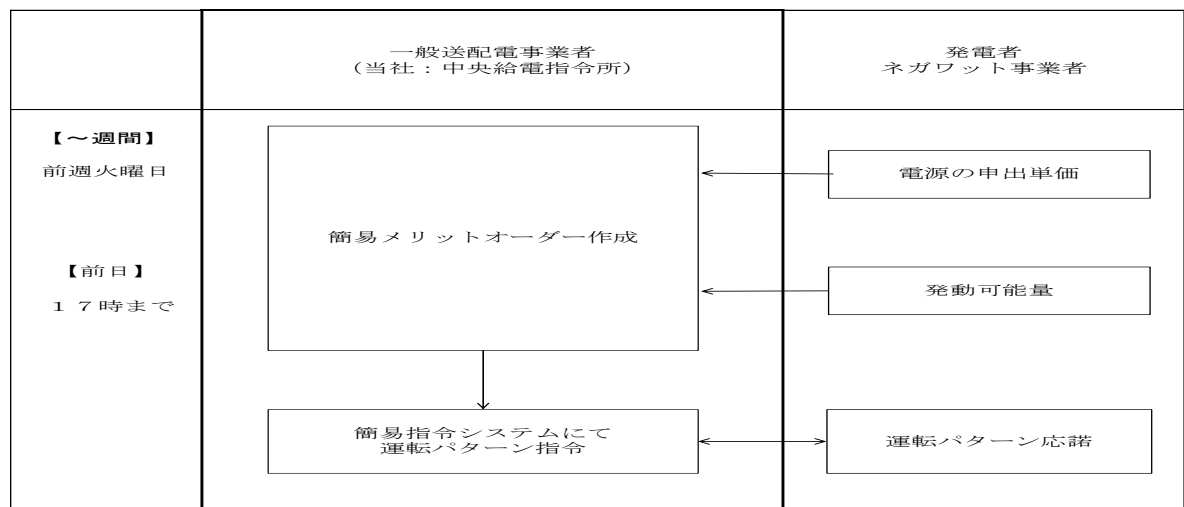 一般送配電事業者
(当社：中央給電指令所)
発電者
ネガワット事業者
【～週間】
前週火曜日
電源の申出単価
簡易メリットオーダー作成
【前日】
１７時まで
発動可能量
簡易指令システムにて
運転パターン指令
運転パターン応諾